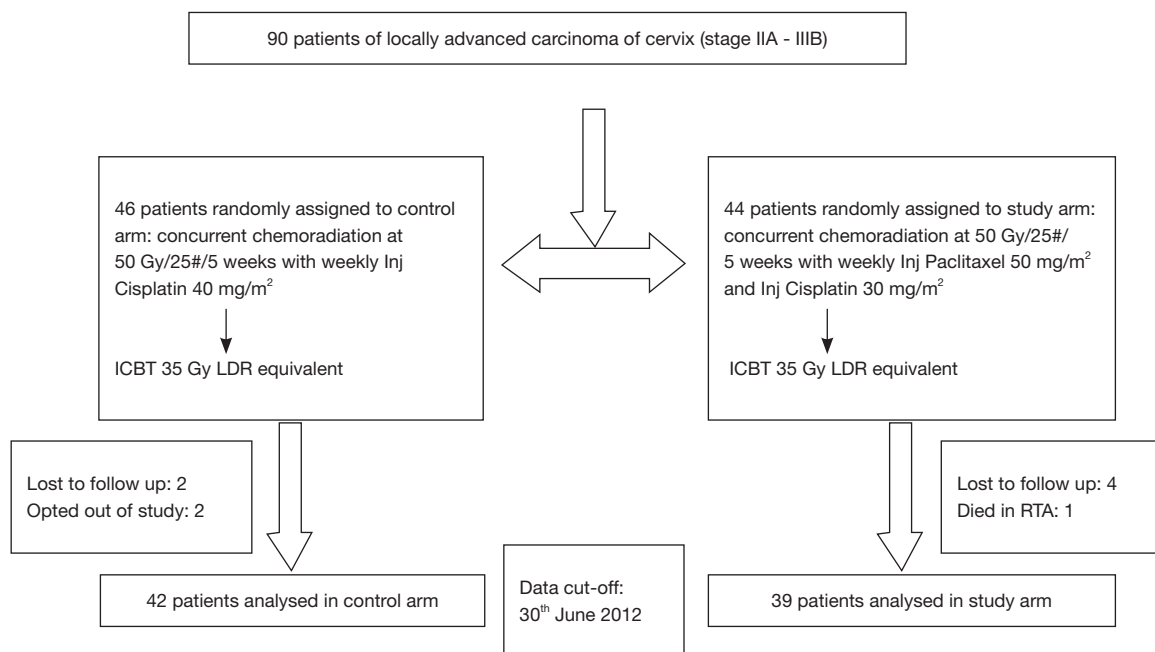 90 patients of locally advanced carcinoma of cervix (stage IIA - IIIB)
46 patients randomly assigned to control
arm: concurrent chemoradiation at
50 Gy/25#/5 weeks with weekly Inj
Cisplatin 40 mg/m²
ICBT 35 Gy LDR equivalent
44 patients randomly assigned to study arm:
concurrent chemoradiation at 50 Gy/25#/
5 weeks with weekly Inj Paclitaxel 50 mg/m²
and Inj Cisplatin 30 mg/m²
ICBT 35 Gy LDR equivalent
Lost to follow up: 2
Opted out of study: 2
Lost to follow up: 4
Died in RTA: 1
42 patients analysed in control arm
Data cut-off:
30th June 2012
39 patients analysed in study arm